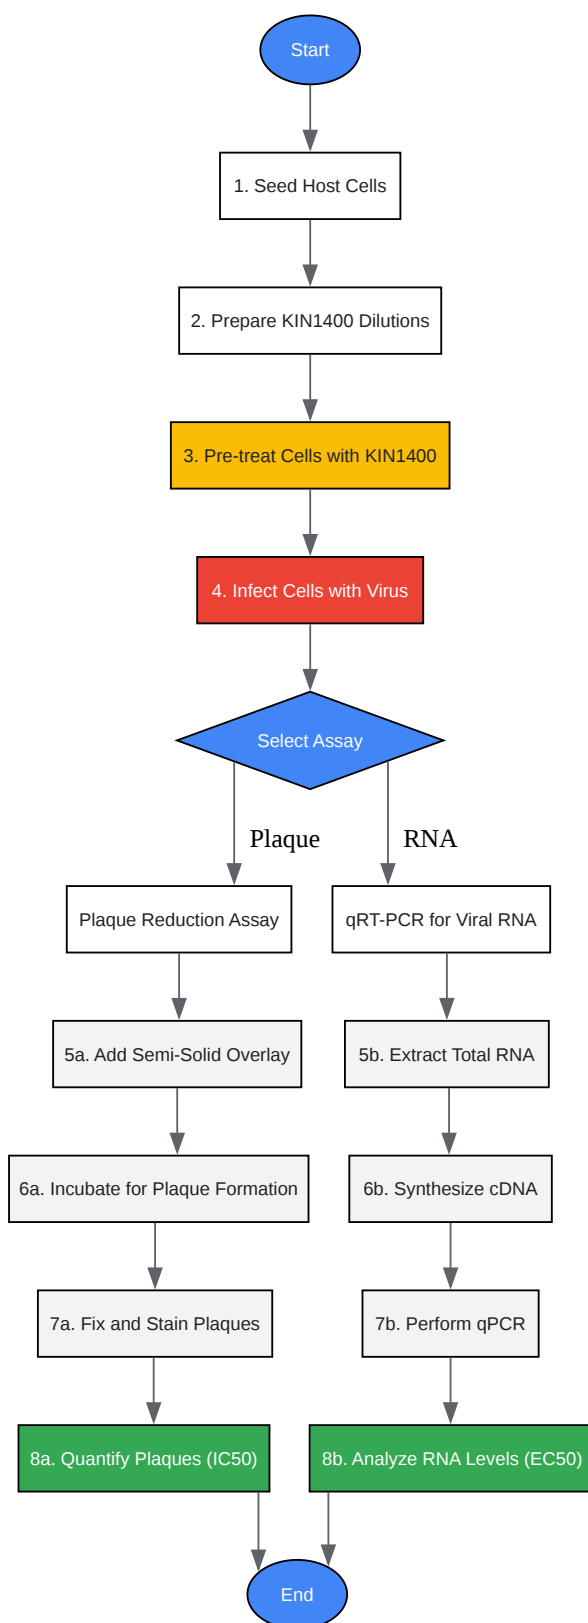 Start
1. Seed Host Cells
2. Prepare KIN1400 Dilutions
3. Pre-treat Cells with KIN1400
4. Infect Cells with Virus
Select Assay
Plaque
RNA
Plaque Reduction Assay
qRT-PCR for Viral RNA
5a. Add Semi-Solid Overlay
5b. Extract Total RNA
6a. Incubate for Plaque Formation
6b. Synthesize cDNA
7a. Fix and Stain Plaques
7b. Perform qPCR
8a. Quantify Plaques (IC50)
8b. Analyze RNA Levels (EC50)
End